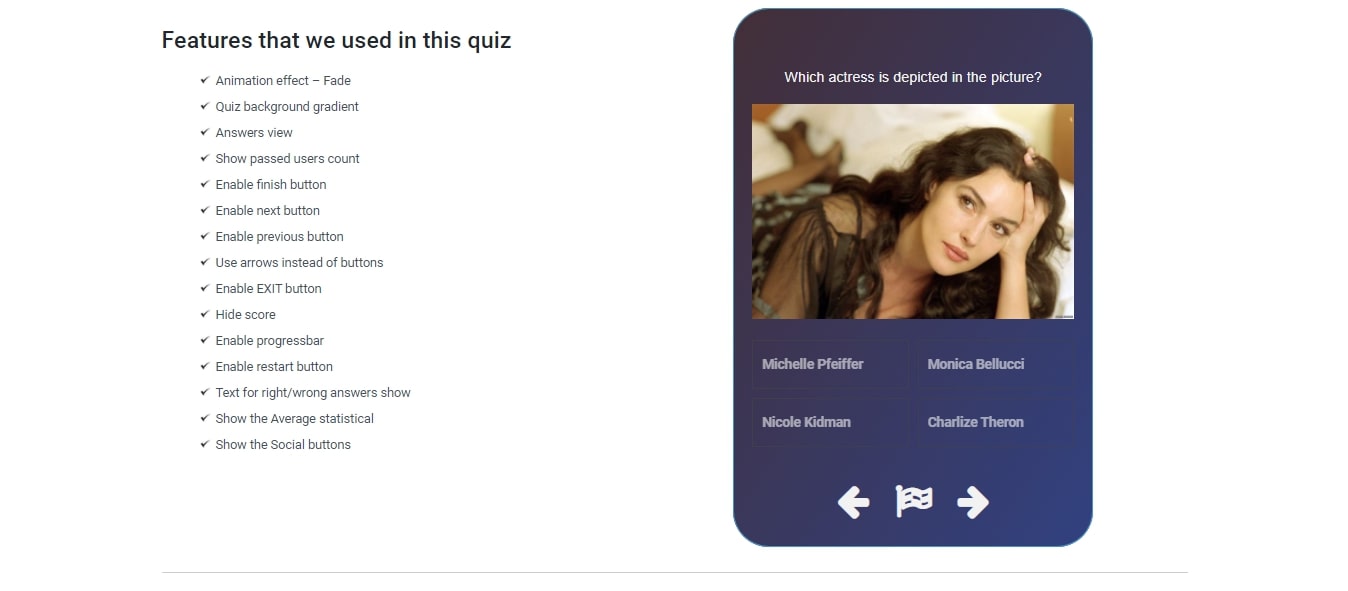 Features that we used in this quiz
Animation effect – Fade
Quiz background gradient
Answers view
Show passed users count
Enable finish button
Enable next button
Enable previous button
Use arrows instead of buttons
Enable EXIT button
Hide score
Enable progressbar
Enable restart button
Text for right/wrong answers show
Show the Average statistical
Show the Social buttons
Which actress is depicted in the picture?
Michelle Pfeiffer
Monica Bellucci
Nicole Kidman
Charlize Theron